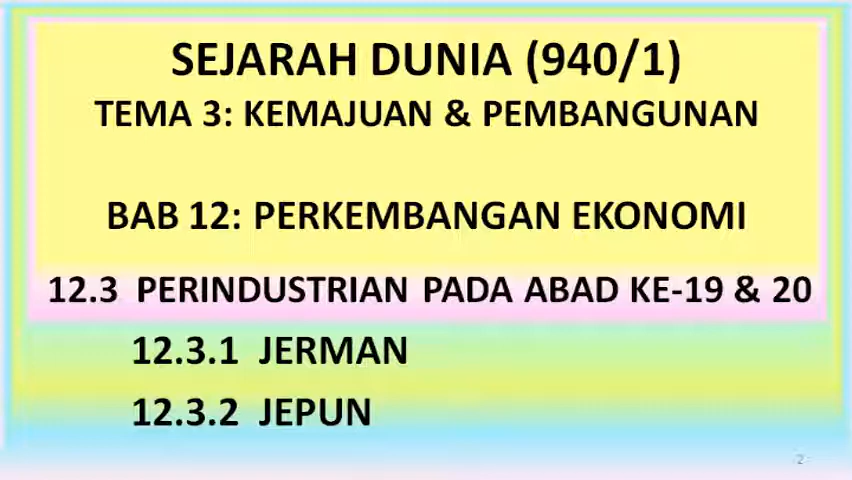 SEJARAH DUNIA (940/1)
TEMA 3: KEMAJUAN & PEMBANGUNAN
BAB 12: PERKEMBANGAN EKONOMI
12.3 PERINDUSTRIAN PADA ABAD KE-19 & 20
12.3.1 JERMAN
12.3.2 JEPUN
2